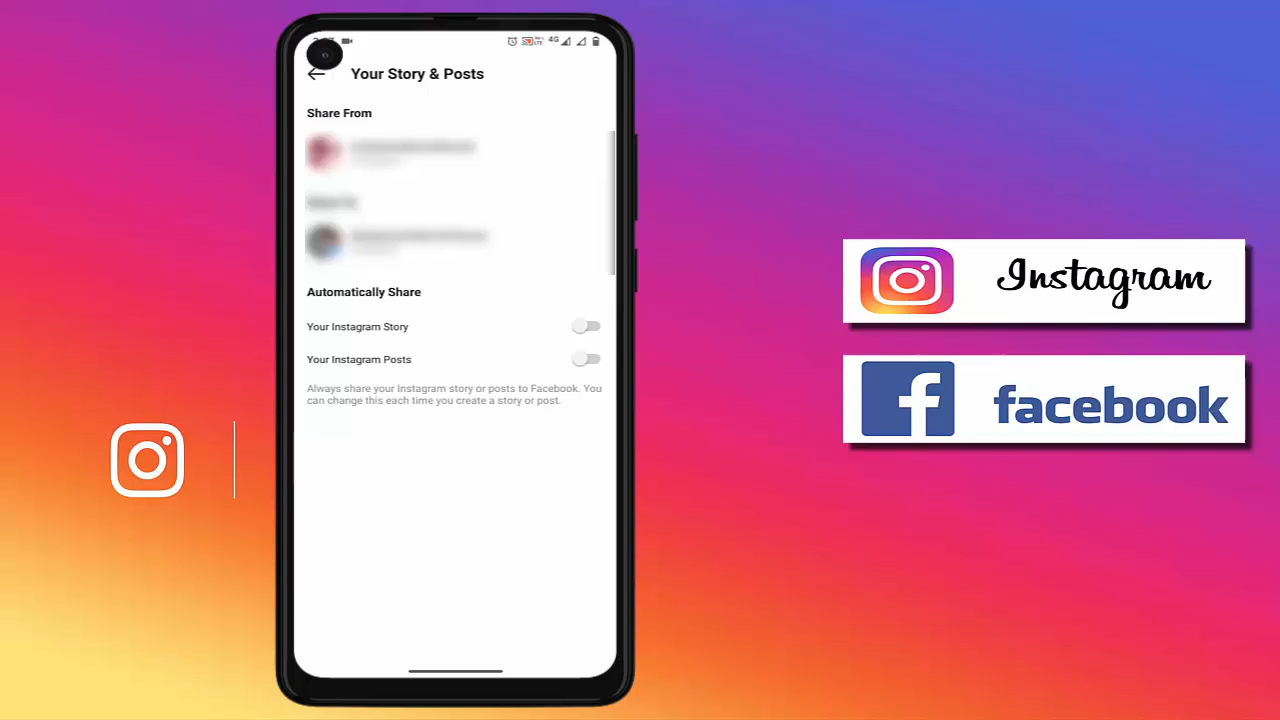 Your Story & Posts
Share From
Automatically Share
Your Instagram Story
Your Instagram Posts
Always share your Instagram story or posts to Facebook. You
can change this each time you create a story or post.
4G
Instagram
facebook